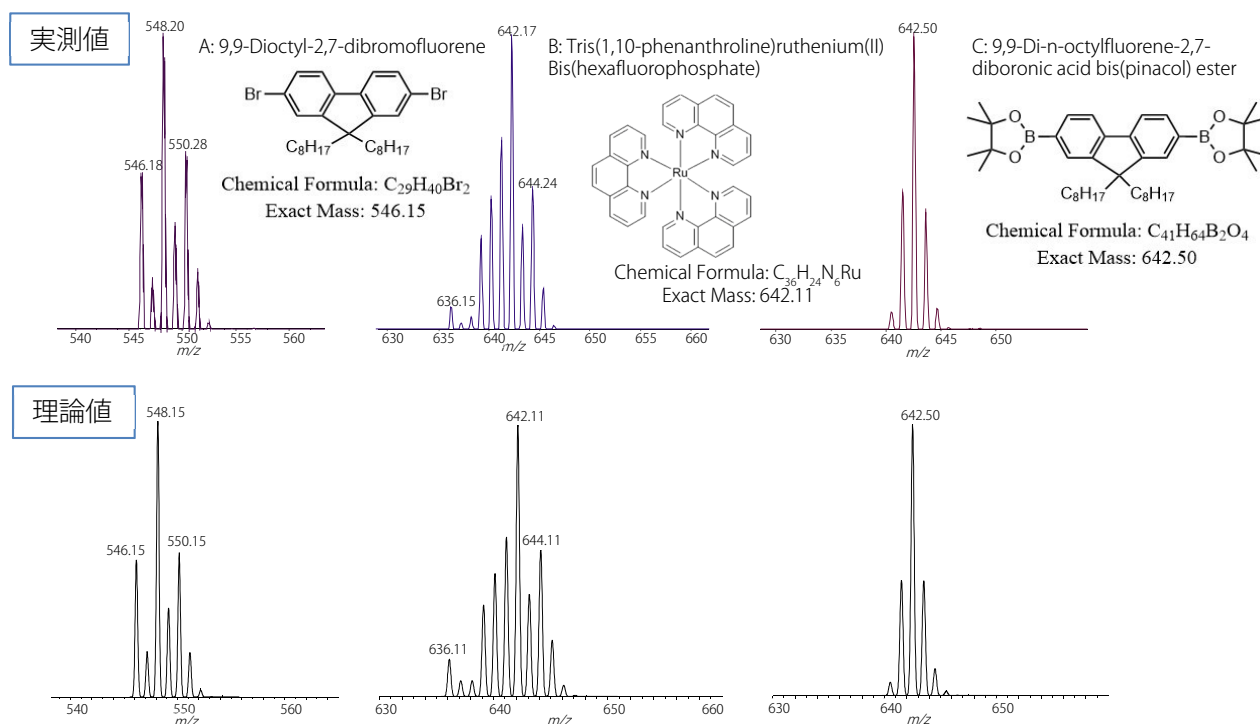 実測値
548.20
546.18
550.28
A: 9,9-Dioctyl-2,7-dibromofluorene
Br
Br
C8H17 C8H17
Chemical Formula: C29H40Br2
Exact Mass: 546.15
540 545 550 555 560
m/z
642.17
644.24
636.15
B: Tris(1,10-phenanthroline)ruthenium(II)
Bis(hexafluorophosphate)
N
N
N
Ru
N
N
N
Chemical Formula: C36H24N6Ru
Exact Mass: 642.11
630 635 640 645 650 655 660
m/z
642.50
C: 9,9-Di-n-octylfluorene-2,7-
diboronic acid bis(pinacol) ester
O
B
O
O
B
O
C8H17 C8H17
Chemical Formula: C41H64B2O4
Exact Mass: 642.50
630 635 640 645 650
m/z
理論値
548.15
546.15
550.15
540 550 560
m/z
642.11
644.11
636.11
630 640 650 660
m/z
642.50
630 640 650
m/z